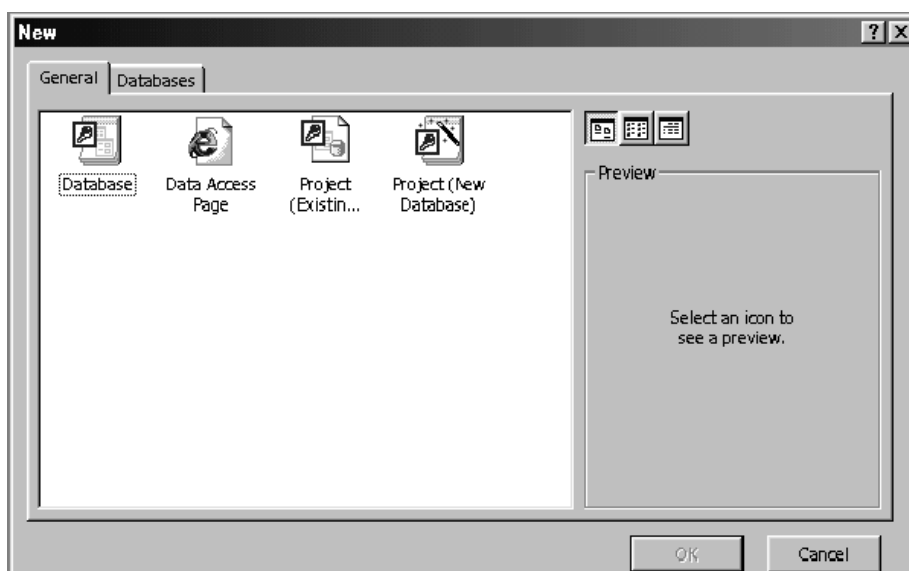 New
General
Databases
Database
Data Access
Page
Project
(Existin...
Project (New
Database)
Preview
Select an icon to
see a preview.
OK
Cancel